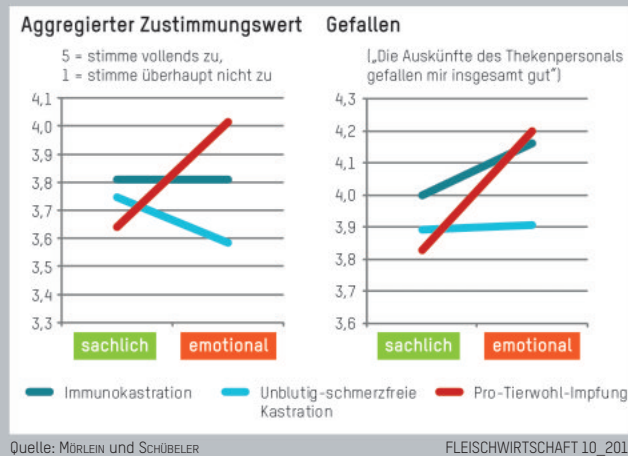 Aggregierter Zustimmungswert
5 = stimme vollends zu,
1 = stimme überhaupt nicht zu
4,1
4,0
3,9
3,8
3,7
3,6
3,5
3,4
3,3
sachlich
emotional
Gefallen
(„Die Auskünfte des Thekenpersonals
gefallen mir insgesamt gut“)
4,3
4,2
4,1
4,0
3,9
3,8
3,7
3,6
sachlich
emotional
Immunokastration
Unblutig-schmerzfreie
Kastration
Pro-Tierwohl-Impfung
Quelle: MÖRLEIN und SCHÜBELER
FLEISCHWIRTSCHAFT 10_201